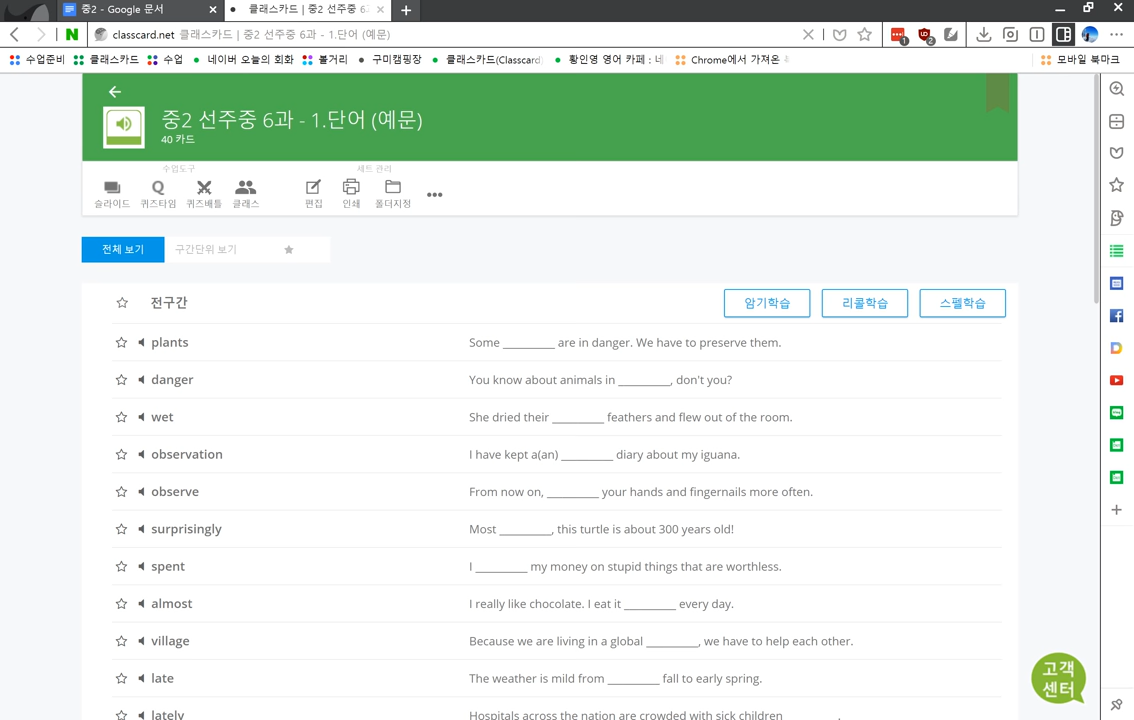 중2 - Google 문서
클래스카드 | 중2 선주중 6
classcard.net 클래스카드 | 중2 선주중 6과 - 1.단어 (예문)
수업준비 클래스카드 수업 네이버 오늘의 회화 볼거리 구미캠핑장 클래스카드(Classcard) 황인영 영어 카페 : 네 Chrome에서 가져온 모바일 북마크
중2 선주중 6과 - 1.단어 (예문)
40 카드
수업도구 세트 관리
슬라이드 퀴즈타임 퀴즈배틀 클래스 편집 인쇄 폴더지정
전체 보기 구간단위 보기
전구간 암기학습 리콜학습 스펠학습
plants Some ________ are in danger. We have to preserve them.
danger You know about animals in ________, don't you?
wet She dried their ________ feathers and flew out of the room.
observation I have kept a(an) ________ diary about my iguana.
observe From now on, ________ your hands and fingernails more often.
surprisingly Most ________, this turtle is about 300 years old!
spent I ________ my money on stupid things that are worthless.
almost I really like chocolate. I eat it ________ every day.
village Because we are living in a global ________, we have to help each other.
late The weather is mild from ________ fall to early spring.
lately Hospitals across the nation are crowded with sick children ________.
고객
센터